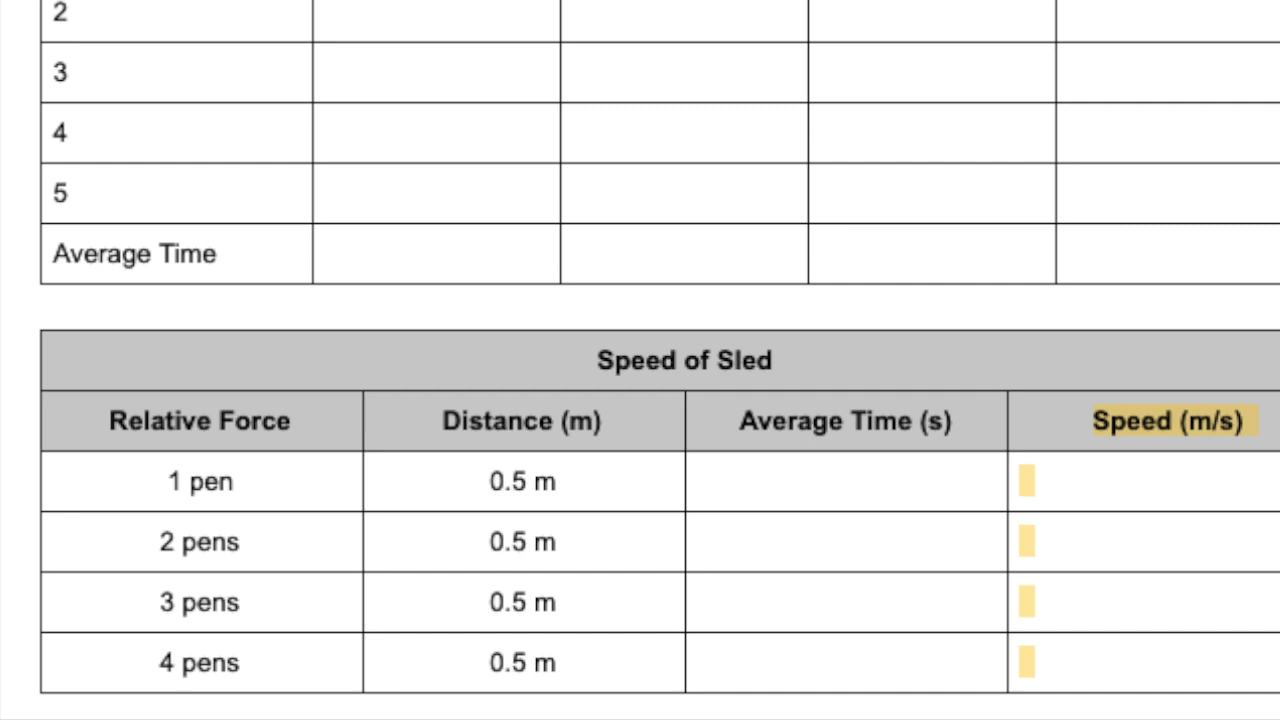 2
3
4
5
Average Time
Speed of Sled
Relative Force Distance (m) Average Time (s) Speed (m/s)
1 pen 0.5 m
2 pens 0.5 m
3 pens 0.5 m
4 pens 0.5 m